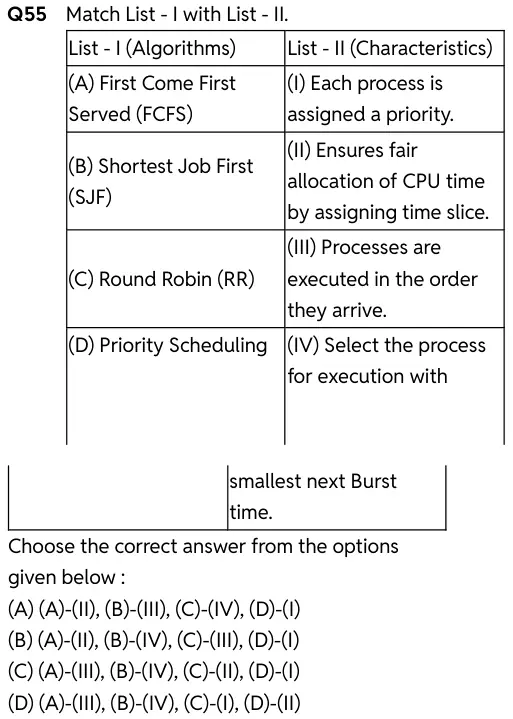 Q55 Match List - I with List - II.
List - I (Algorithms) List - II (Characteristics)
(A) First Come First Served (FCFS) (I) Each process is assigned a priority.
(B) Shortest Job First (SJF) (II) Ensures fair allocation of CPU time by assigning time slice.
(C) Round Robin (RR) (III) Processes are executed in the order they arrive.
(D) Priority Scheduling (IV) Select the process for execution with
smallest next Burst time.
Choose the correct answer from the options
given below :
(A) (A)-(II), (B)-(III), (C)-(IV), (D)-(I)
(B) (A)-(II), (B)-(IV), (C)-(III), (D)-(I)
(C) (A)-(III), (B)-(IV), (C)-(II), (D)-(I)
(D) (A)-(III), (B)-(IV), (C)-(I), (D)-(II)